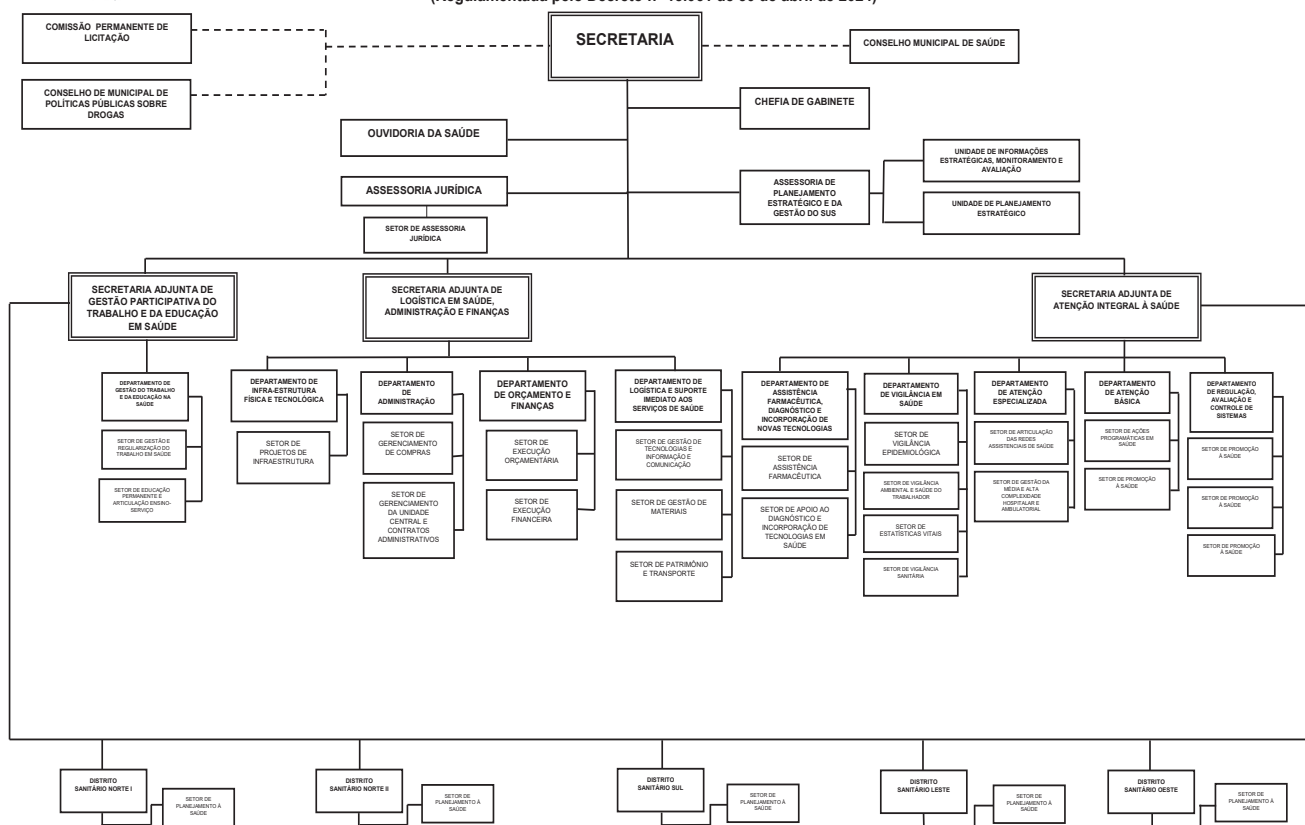 COMISSÃO PERMANENTE DE
LICITAÇÃO
SECRETARIA
CONSELHO MUNICIPAL DE SAÚDE
CONSELHO DE MUNICIPAL DE
POLÍTICAS PÚBLICAS SOBRE
DROGAS
CHEFIA DE GABINETE
OUVIDORIA DA SAÚDE
UNIDADE DE INFORMAÇÕES
ESTRATÉGICAS, MONITORAMENTO E
AVALIAÇÃO
ASSESSORIA JURÍDICA
ASSESSORIA DE
PLANEJAMENTO
ESTRATÉGICO E DA
GESTÃO DO SUS
UNIDADE DE PLANEJAMENTO
ESTRATÉGICO
SETOR DE ASSESSORIA
JURÍDICA
SECRETARIA ADJUNTA DE
GESTÃO PARTICIPATIVA DO
TRABALHO E DA EDUCAÇÃO
EM SAÚDE
SECRETARIA ADJUNTA DE
LOGÍSTICA EM SAÚDE,
ADMINISTRAÇÃO E FINANÇAS
SECRETARIA ADJUNTA DE
ATENÇÃO INTEGRAL À SAÚDE
DEPARTAMENTO DE
GESTÃO DO TRABALHO
E DA EDUCAÇÃO NA
SAÚDE
SETOR DE GESTÃO E
REGULARIZAÇÃO DO
TRABALHO EM SAÚDE
SETOR DE EDUCAÇÃO
PERMANENTE E
ARTICULAÇÃO ENSINO-
SERVIÇO
DEPARTAMENTO DE
INFRA-ESTRUTURA
FÍSICA E TECNOLÓGICA
SETOR DE
PROJETOS DE
INFRAESTRUTURA
DEPARTAMENTO
DE
ADMINISTRAÇÃO
SETOR DE
GERENCIAMENTO
DE COMPRAS
SETOR DE
GERENCIAMENTO
DA UNIDADE
CENTRAL E
CONTRATOS
ADMINISTRATIVOS
DEPARTAMENTO
DE ORÇAMENTO E
FINANÇAS
SETOR DE
EXECUÇÃO
ORÇAMENTÁRIA
SETOR DE
EXECUÇÃO
FINANCEIRA
DEPARTAMENTO DE
LOGÍSTICA E SUPORTE
IMEDIATO AOS
SERVIÇOS DE SAÚDE
SETOR DE GESTÃO DE
TECNOLOGIAS E
INFORMAÇÃO E
COMUNICAÇÃO
SETOR DE GESTÃO DE
MATERIAIS
SETOR DE PATRIMÔNIO
E TRANSPORTE
DEPARTAMENTO DE
ASSISTÊNCIA
FARMACÊUTICA,
DIAGNÓSTICO E
INCORPORAÇÃO DE
NOVAS TECNOLOGIAS
SETOR DE
ASSISTÊNCIA
FARMACÊUTICA
SETOR DE APOIO AO
DIAGNÓSTICO E
INCORPORAÇÃO DE
TECNOLOGIAS EM
SAÚDE
DEPARTAMENTO
DE VIGILÂNCIA EM
SAÚDE
SETOR DE
VIGILÂNCIA
EPIDEMIOLÓGICA
SETOR DE VIGILÂNCIA
AMBIENTAL E SAÚDE DO
TRABALHADOR
SETOR DE
ESTATÍSTICAS VITAIS
SETOR DE VIGILÂNCIA
SANITÁRIA
DEPARTAMENTO
DE ATENÇÃO
ESPECIALIZADA
SETOR DE ARTICULAÇÃO
DAS REDES
ASSISTENCIAIS DE SAÚDE
SETOR DE GESTÃO DA
MÉDIA E ALTA
COMPLEXIDADE
HOSPITALAR E
AMBULATORIAL
DEPARTAMENTO
DE ATENÇÃO
BÁSICA
SETOR DE AÇÕES
PROGRAMÁTICAS EM
SAÚDE
SETOR DE PROMOÇÃO
À SAÚDE
DEPARTAMENTO
DE REGULAÇÃO,
AVALIAÇÃO E
CONTROLE DE
SISTEMAS
SETOR DE PROMOÇÃO
À SAÚDE
SETOR DE PROMOÇÃO
À SAÚDE
SETOR DE PROMOÇÃO
À SAÚDE
DISTRITO
SANITÁRIO NORTE I
SETOR DE
PLANEJAMENTO À
SAÚDE
DISTRITO
SANITÁRIO NORTE II
SETOR DE
PLANEJAMENTO À
SAÚDE
DISTRITO
SANITÁRIO SUL
SETOR DE
PLANEJAMENTO À
SAÚDE
DISTRITO
SANITÁRIO LESTE
SETOR DE
PLANEJAMENTO À
SAÚDE
DISTRITO
SANITÁRIO OESTE
SETOR DE
PLANEJAMENTO À
SAÚDE